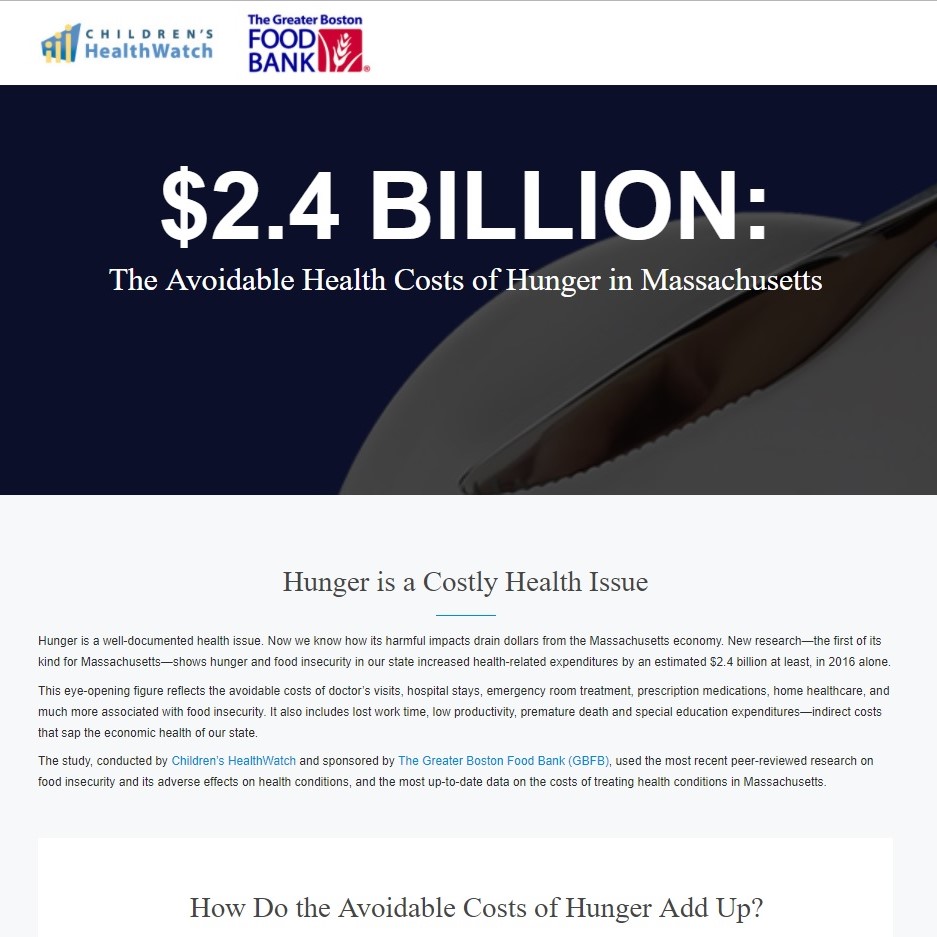 CHILDREN'S
HealthWatch
The Greater Boston
FOOD
BANK
®
$2.4 BILLION:
The Avoidable Health Costs of Hunger in Massachusetts
Hunger is a Costly Health Issue
Hunger is a well-documented health issue. Now we know how its harmful impacts drain dollars from the Massachusetts economy. New research—the first of its
kind for Massachusetts—shows hunger and food insecurity in our state increased health-related expenditures by an estimated $2.4 billion at least, in 2016 alone.
This eye-opening figure reflects the avoidable costs of doctor’s visits, hospital stays, emergency room treatment, prescription medications, home healthcare, and
much more associated with food insecurity. It also includes lost work time, low productivity, premature death and special education expenditures—indirect costs
that sap the economic health of our state.
The study, conducted by Children’s HealthWatch and sponsored by The Greater Boston Food Bank (GBFB), used the most recent peer-reviewed research on
food insecurity and its adverse effects on health conditions, and the most up-to-date data on the costs of treating health conditions in Massachusetts.
How Do the Avoidable Costs of Hunger Add Up?